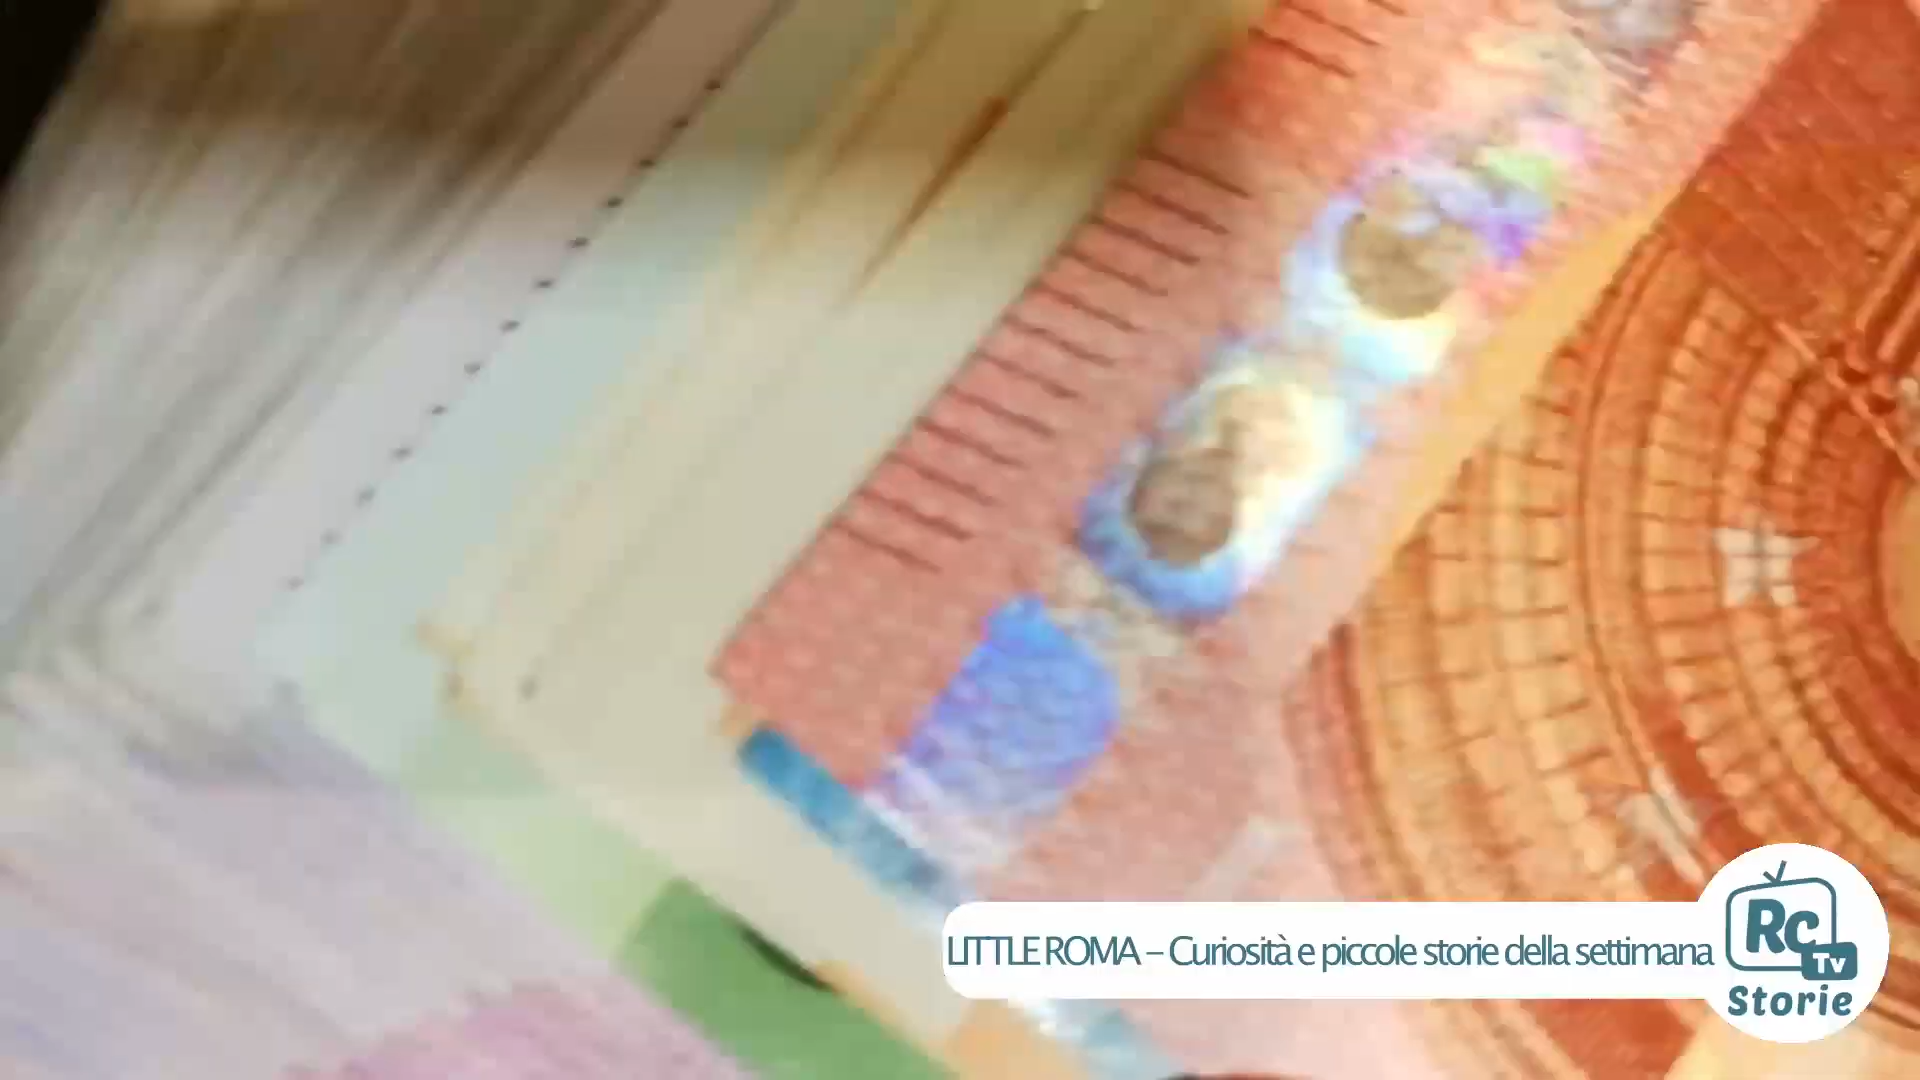 LITTLE ROMA – Curiosità e piccole storie della settimana
Rc
Tv
Storie